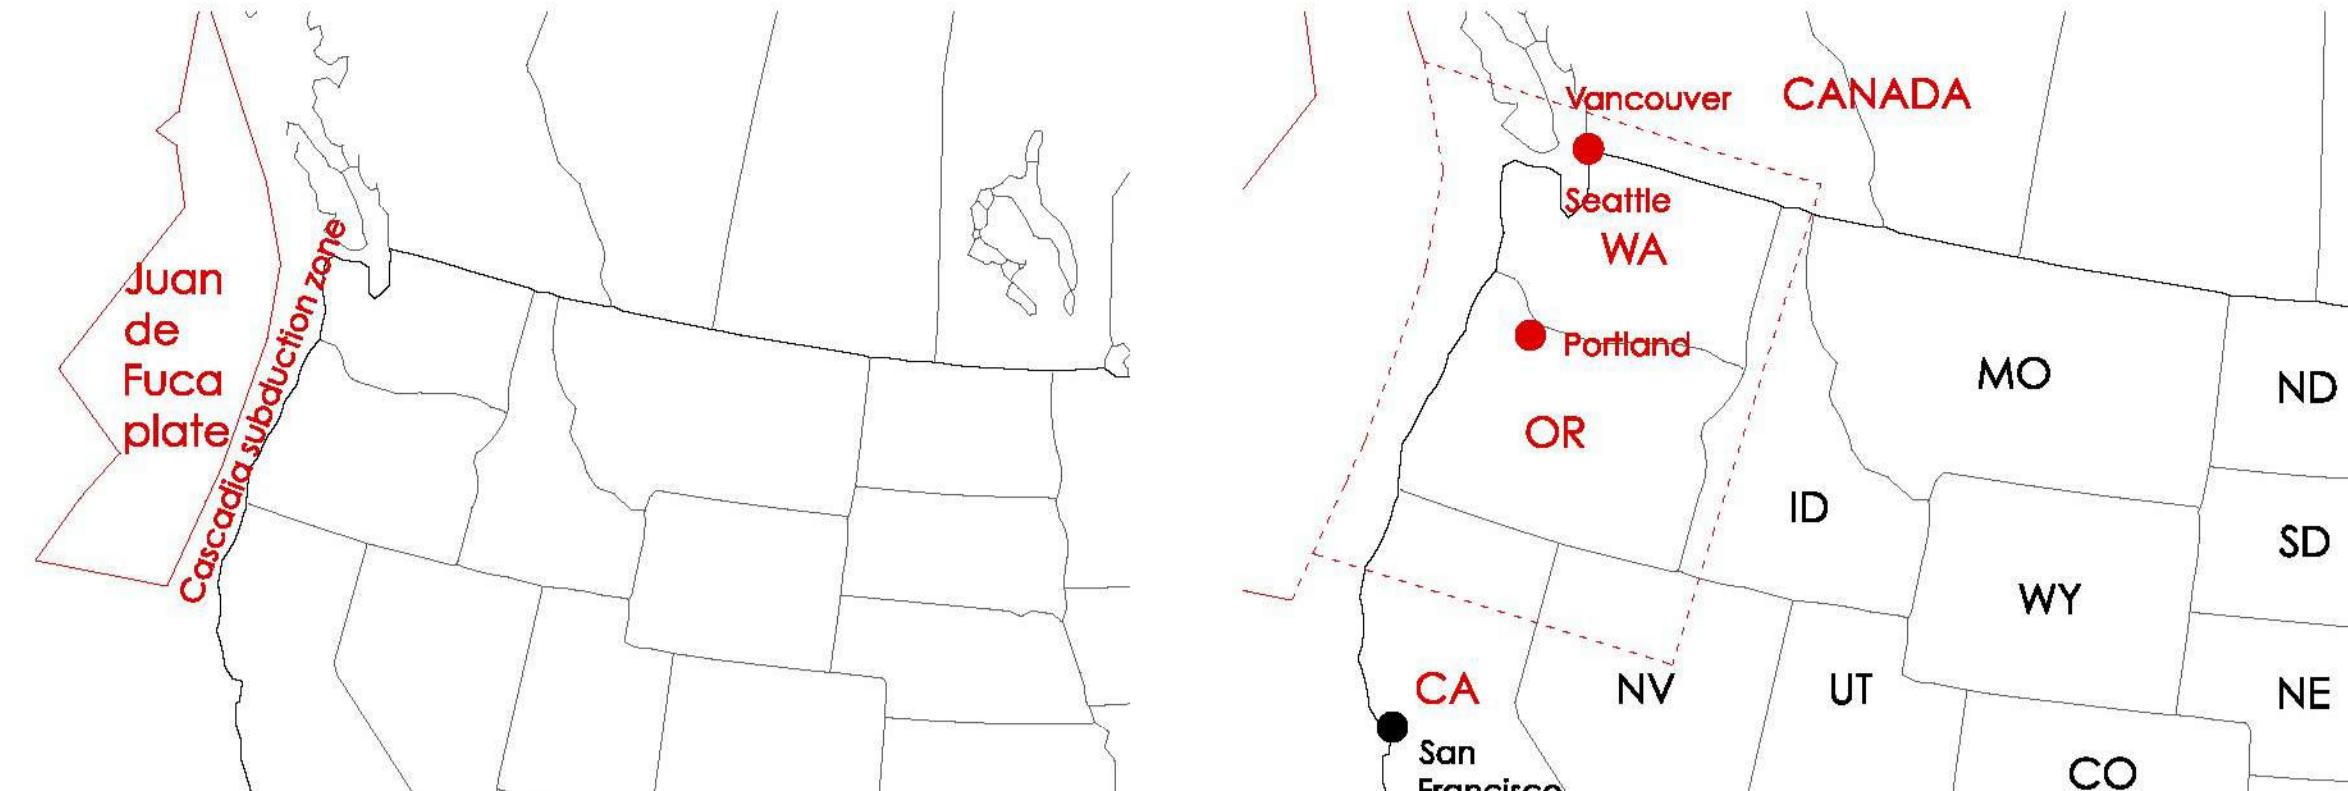 Juan
de
Fuca
plate
Cascadia subduction zone
Vancouver
CANADA
Seattle
WA
Portland
MO
ND
OR
ID
SD
WY
CA
NV
UT
NE
San
Francisco
CO